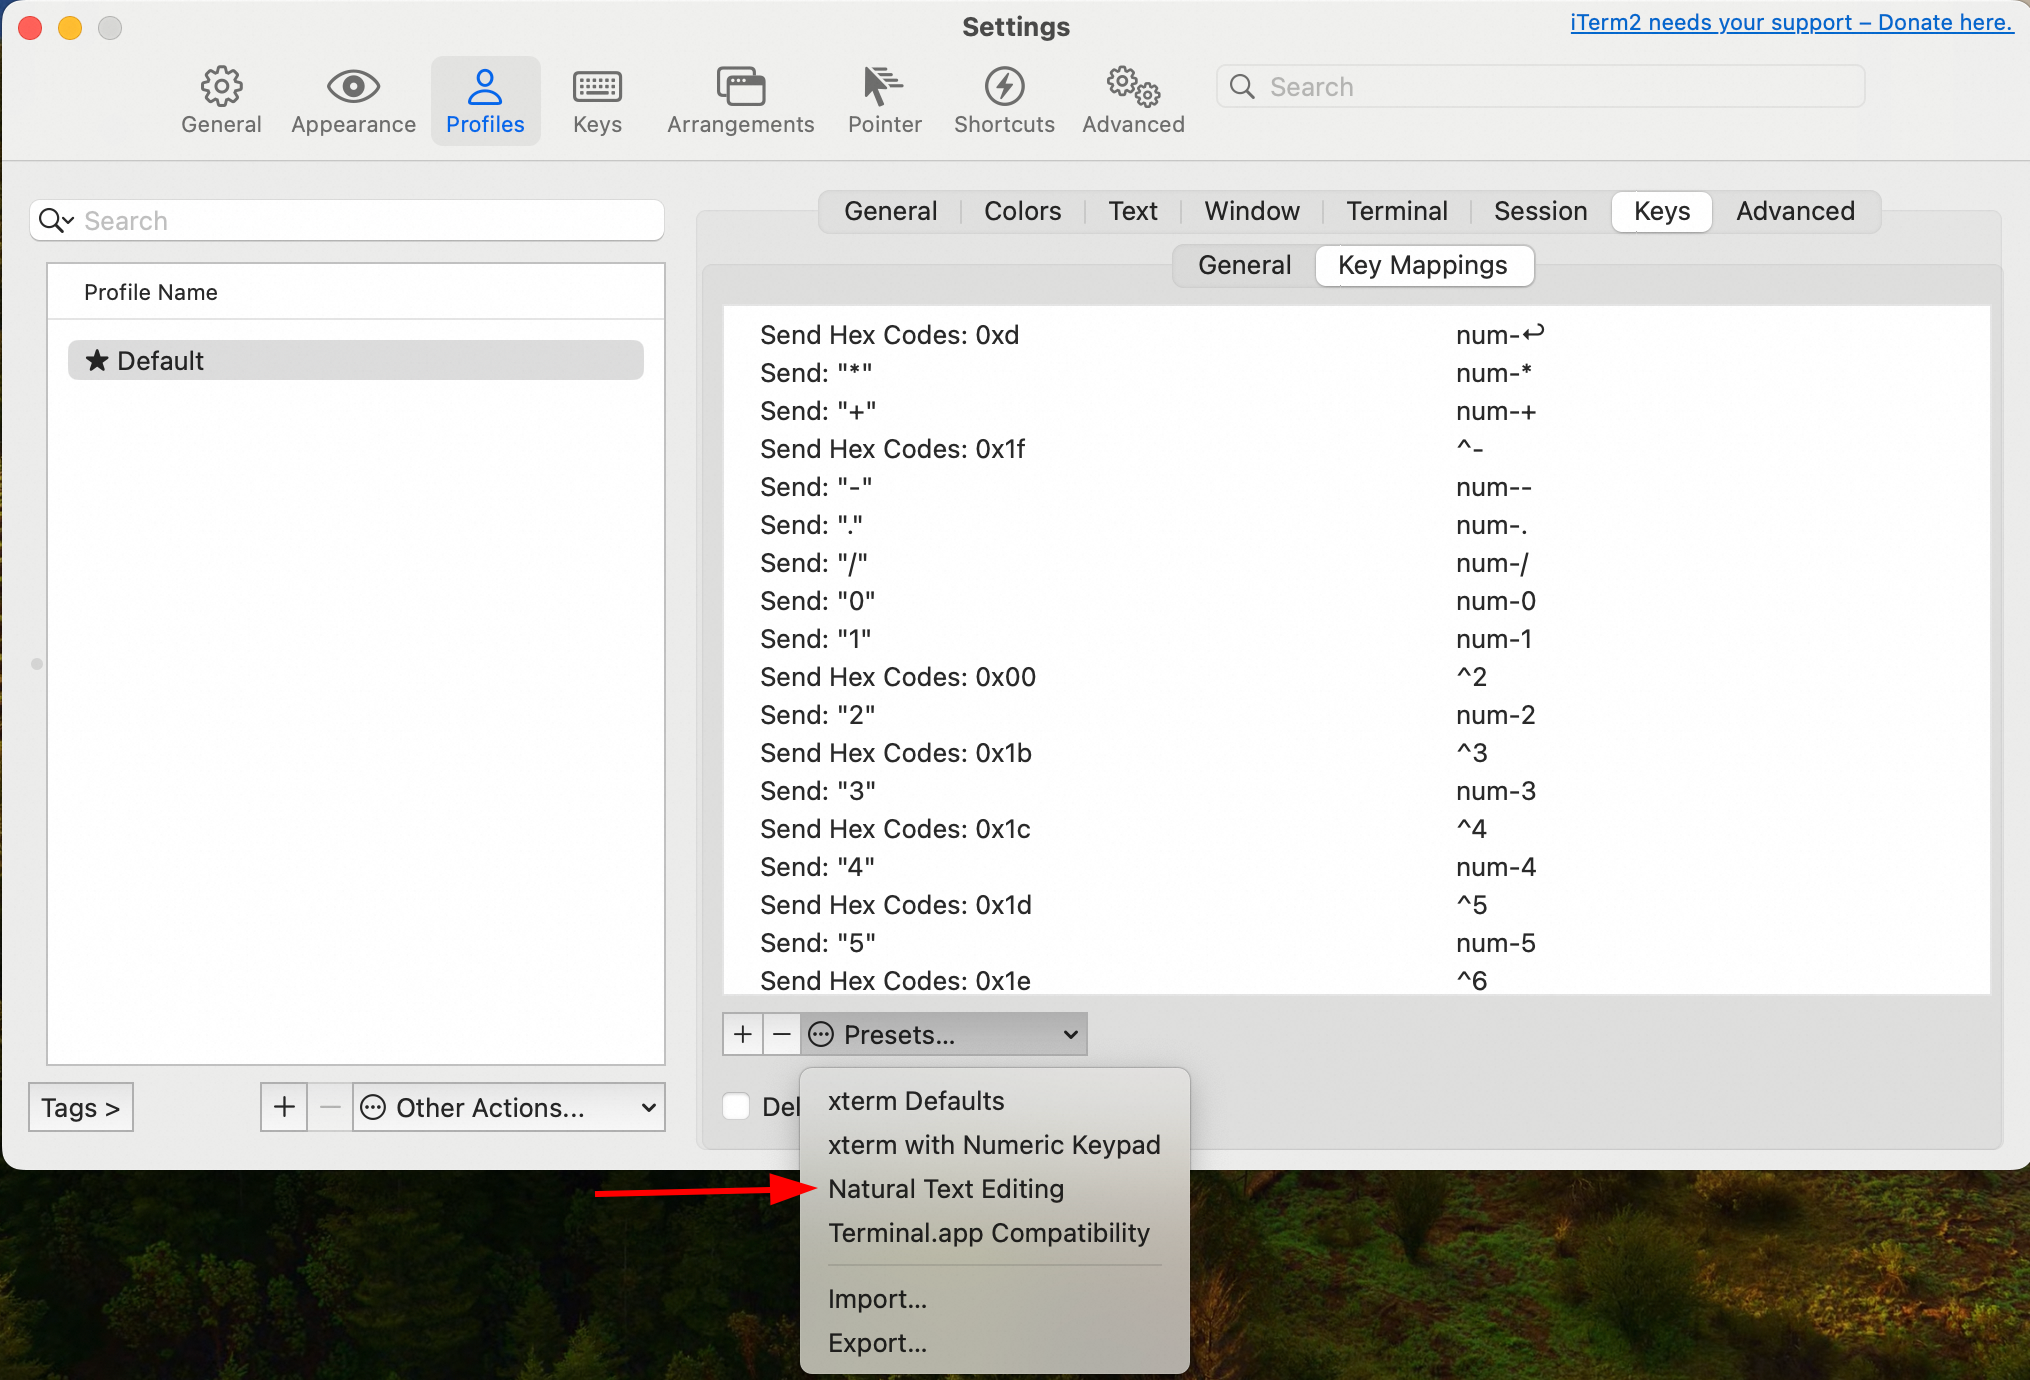 Settings
iTerm2 needs your support – Donate here.
General
Appearance
Profiles
Keys
Arrangements
Pointer
Shortcuts
Advanced
Search
Search
Profile Name
★ Default
Tags >
+
−
Other Actions...
General
Colors
Text
Window
Terminal
Session
Keys
Advanced
General
Key Mappings
Send Hex Codes: 0xd num-↩
Send: "*" num-*
Send: "+" num-+
Send Hex Codes: 0x1f ^-
Send: "-" num--
Send: "." num-.
Send: "/" num-/
Send: "0" num-0
Send: "1" num-1
Send Hex Codes: 0x00 ^2
Send: "2" num-2
Send Hex Codes: 0x1b ^3
Send: "3" num-3
Send Hex Codes: 0x1c ^4
Send: "4" num-4
Send Hex Codes: 0x1d ^5
Send: "5" num-5
Send Hex Codes: 0x1e ^6
+
−
Presets...
xterm Defaults
xterm with Numeric Keypad
Natural Text Editing
Terminal.app Compatibility
Import...
Export...